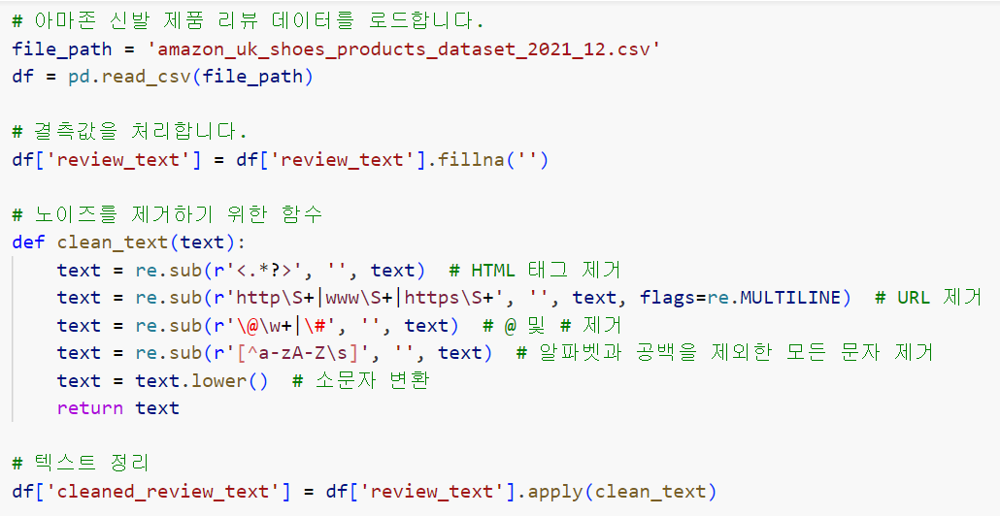 # 아마존 신발 제품 리뷰 데이터를 로드합니다.
file_path = 'amazon_uk_shoes_products_dataset_2021_12.csv'
df = pd.read_csv(file_path)
# 결측값을 처리합니다.
df['review_text'] = df['review_text'].fillna('')
# 노이즈를 제거하기 위한 함수
def clean_text(text):
    text = re.sub(r'<.*?>', '', text)  # HTML 태그 제거
    text = re.sub(r'http\S+|www\S+|https\S+', '', text, flags=re.MULTILINE)  # URL 제거
    text = re.sub(r'\@\w+|\#', '', text)  # @ 및 # 제거
    text = re.sub(r'[^a-zA-Z\s]', '', text)  # 알파벳과 공백을 제외한 모든 문자 제거
    text = text.lower()  # 소문자 변환
    return text
# 텍스트 정리
df['cleaned_review_text'] = df['review_text'].apply(clean_text)